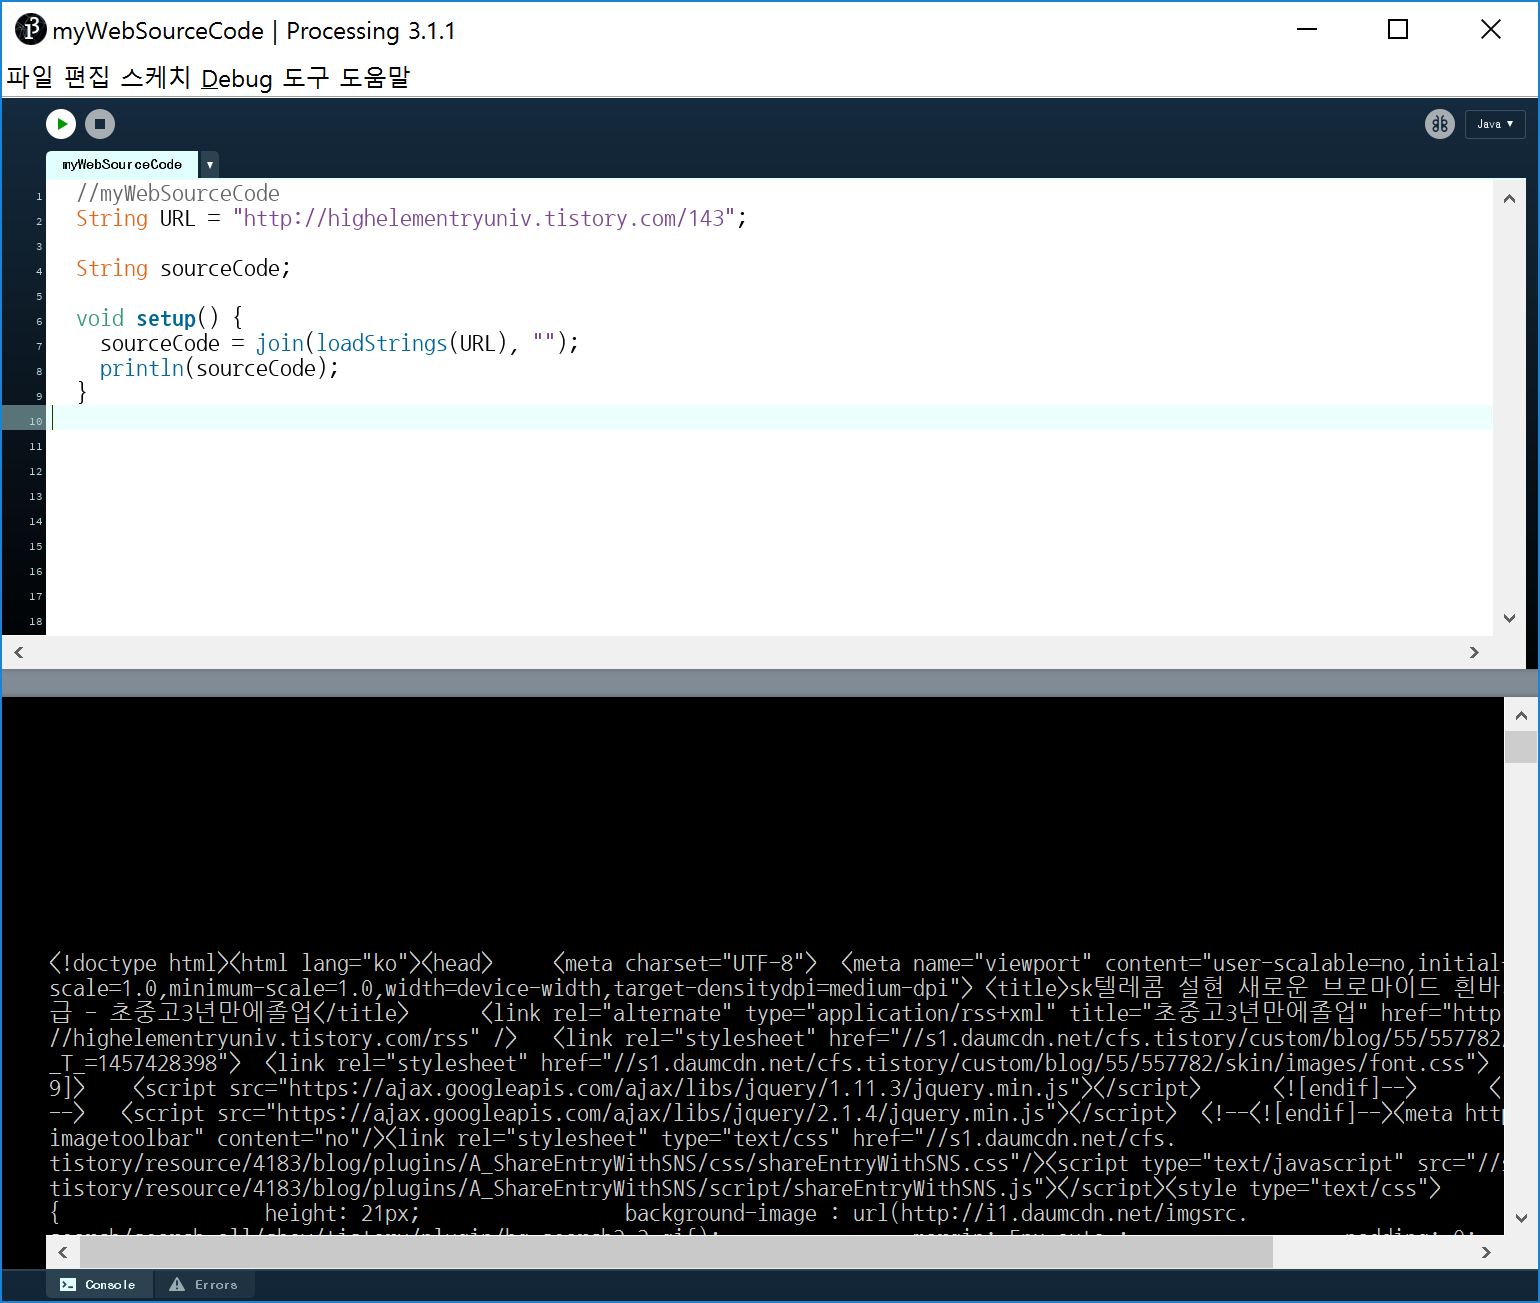 myWebSourceCode | Processing 3.1.1
파일 편집 스케치 Debug 도구 도움말
Java ▾
myWebSourceCode ▾
1 //myWebSourceCode
2 String URL = "http://highelementryuniv.tistory.com/143";
3
4 String sourceCode;
5
6 void setup() {
7 sourceCode = join(loadStrings(URL), "");
8 println(sourceCode);
9 }
10
11
12
13
14
15
16
17
18
<!doctype html><html lang="ko"><head> <meta charset="UTF-8"> <meta name="viewport" content="user-scalable=no,initial-
scale=1.0,minimum-scale=1.0,width=device-width,target-densitydpi=medium-dpi"> <title>sk텔레콤 설현 새로운 브로마이드 흰바
급 - 초중고3년만에졸업</title> <link rel="alternate" type="application/rss+xml" title="초중고3년만에졸업" href="http
//highelementryuniv.tistory.com/rss" /> <link rel="stylesheet" href="//s1.daumcdn.net/cfs.tistory/custom/blog/55/557782/
_T_=1457428398"> <link rel="stylesheet" href="//s1.daumcdn.net/cfs.tistory/custom/blog/55/557782/skin/images/font.css">
9]> <script src="https://ajax.googleapis.com/ajax/libs/jquery/1.11.3/jquery.min.js"></script> <![endif]--> <
--> <script src="https://ajax.googleapis.com/ajax/libs/jquery/2.1.4/jquery.min.js"></script> <!--<![endif]--><meta http
imagetoolbar" content="no"/><link rel="stylesheet" type="text/css" href="//s1.daumcdn.net/cfs.
tistory/resource/4183/blog/plugins/A_ShareEntryWithSNS/css/shareEntryWithSNS.css"/><script type="text/javascript" src="//s
tistory/resource/4183/blog/plugins/A_ShareEntryWithSNS/script/shareEntryWithSNS.js"></script><style type="text/css">
{ height: 21px; background-image : url(http://i1.daumcdn.net/imgsrc.
Console Errors